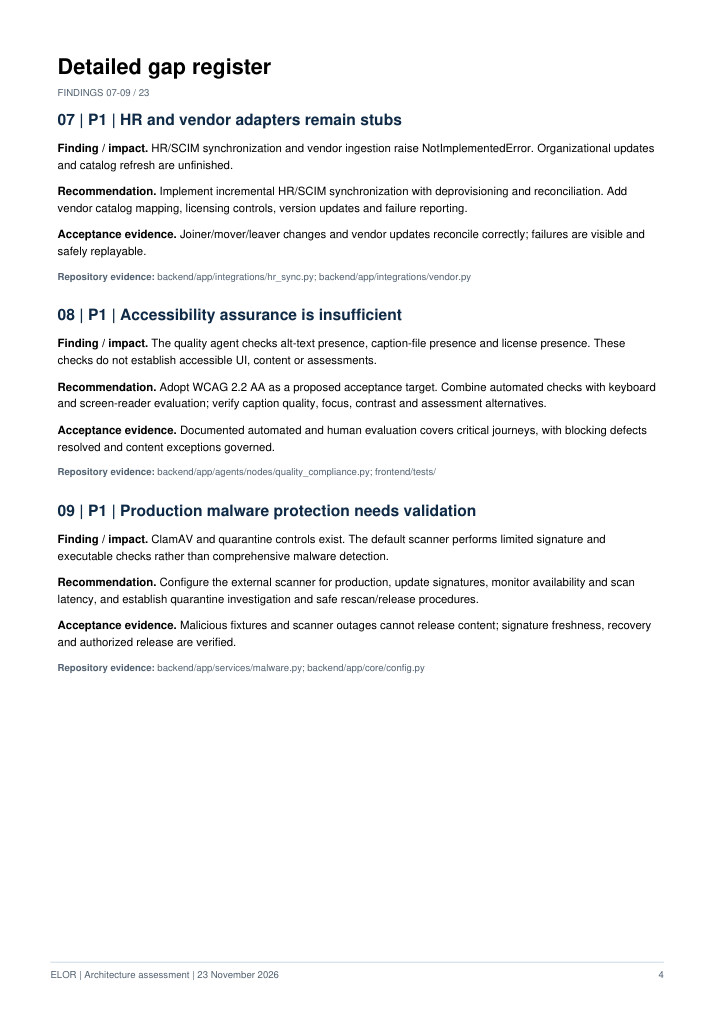 Detailed gap register
FINDINGS 07-09 / 23
07 | P1 | HR and vendor adapters remain stubs
Finding / impact. HR/SCIM synchronization and vendor ingestion raise NotImplementedError. Organizational updates
and catalog refresh are unfinished.
Recommendation. Implement incremental HR/SCIM synchronization with deprovisioning and reconciliation. Add
vendor catalog mapping, licensing controls, version updates and failure reporting.
Acceptance evidence. Joiner/mover/leaver changes and vendor updates reconcile correctly; failures are visible and
safely replayable.
Repository evidence: backend/app/integrations/hr_sync.py; backend/app/integrations/vendor.py
08 | P1 | Accessibility assurance is insufficient
Finding / impact. The quality agent checks alt-text presence, caption-file presence and license presence. These
checks do not establish accessible UI, content or assessments.
Recommendation. Adopt WCAG 2.2 AA as a proposed acceptance target. Combine automated checks with keyboard
and screen-reader evaluation; verify caption quality, focus, contrast and assessment alternatives.
Acceptance evidence. Documented automated and human evaluation covers critical journeys, with blocking defects
resolved and content exceptions governed.
Repository evidence: backend/app/agents/nodes/quality_compliance.py; frontend/tests/
09 | P1 | Production malware protection needs validation
Finding / impact. ClamAV and quarantine controls exist. The default scanner performs limited signature and
executable checks rather than comprehensive malware detection.
Recommendation. Configure the external scanner for production, update signatures, monitor availability and scan
latency, and establish quarantine investigation and safe rescan/release procedures.
Acceptance evidence. Malicious fixtures and scanner outages cannot release content; signature freshness, recovery
and authorized release are verified.
Repository evidence: backend/app/services/malware.py; backend/app/core/config.py
ELOR | Architecture assessment | 23 November 2026
4